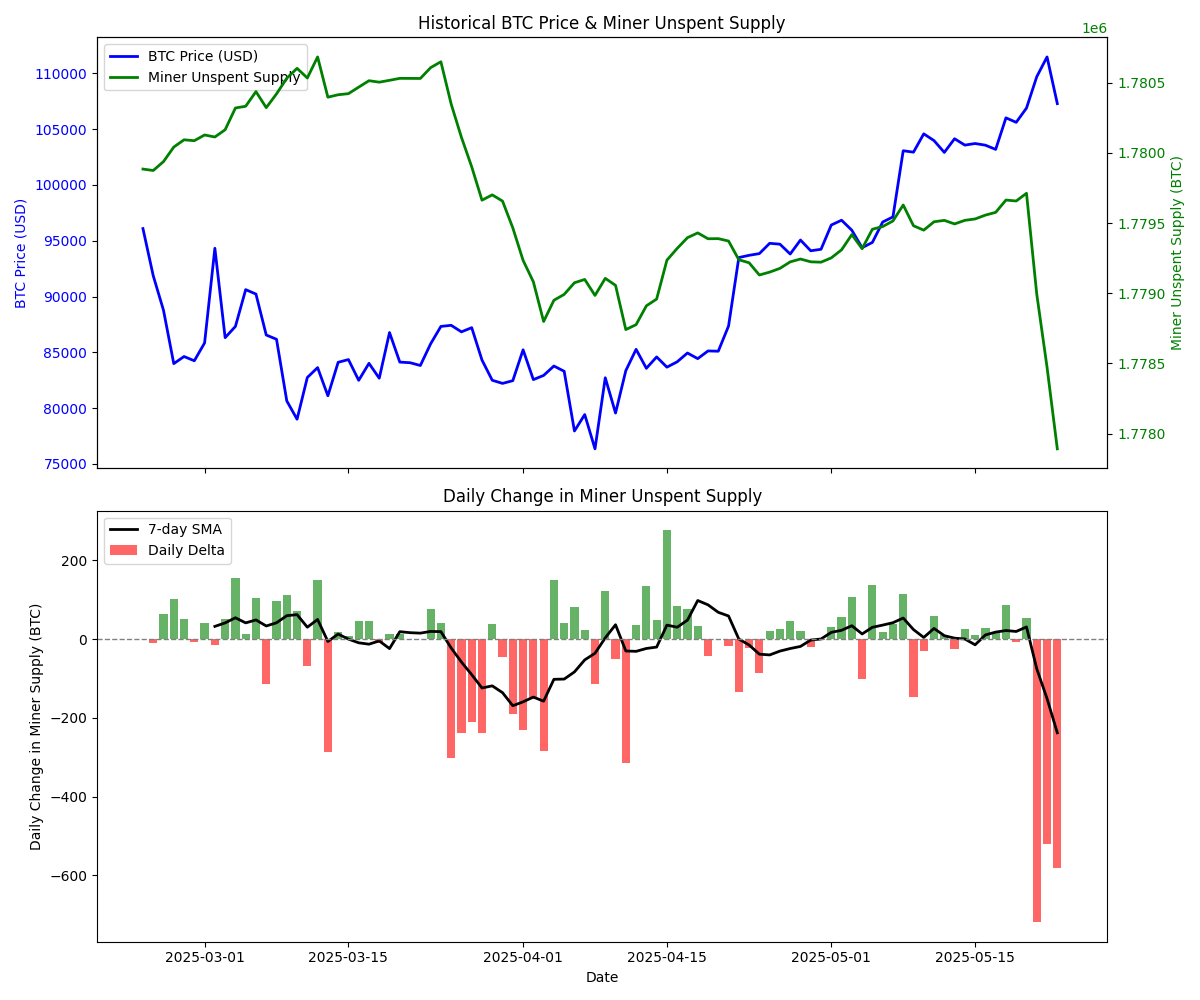 Historical BTC Price & Miner Unspent Supply
1e6
BTC Price (USD)
Miner Unspent Supply
110000
105000
100000
95000
90000
85000
80000
75000
BTC Price (USD)
1.7805
1.7800
1.7795
1.7790
1.7785
1.7780
Miner Unspent Supply (BTC)
Daily Change in Miner Unspent Supply
7-day SMA
Daily Delta
200
0
−200
−400
−600
Daily Change in Miner Supply (BTC)
2025-03-01
2025-03-15
2025-04-01
2025-04-15
2025-05-01
2025-05-15
Date